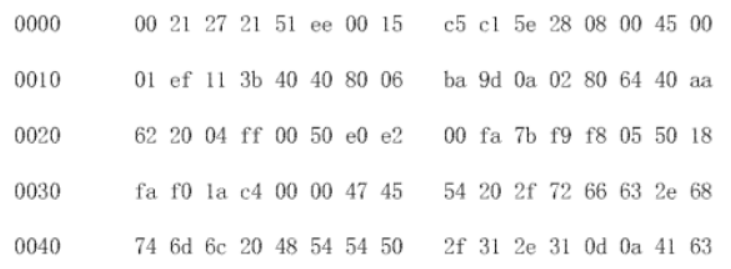 0000 00 21 27 21 51 ee 00 15 c5 c1 5e 28 08 00 45 00
0010 01 ef 11 3b 40 40 80 06 ba 9d 0a 02 80 64 40 aa
0020 62 20 04 ff 00 50 e0 e2 00 fa 7b f9 f8 05 50 18
0030 fa f0 1a c4 00 00 47 45 54 20 2f 72 66 63 2e 68
0040 74 6d 6c 20 48 54 54 50 2f 31 2e 31 0d 0a 41 63